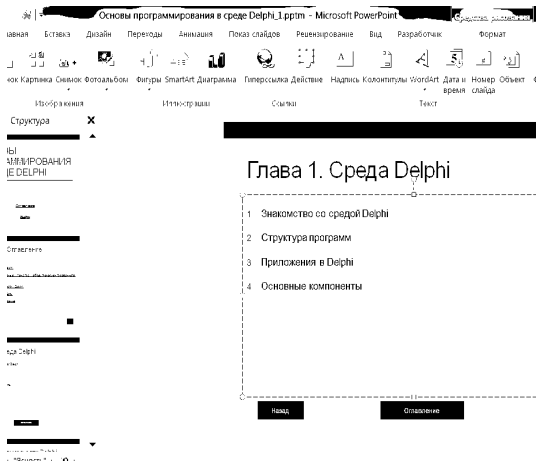 Основы программирования в среде Delphi_1.pptm - Microsoft PowerPoint
Вставка Дизайн Переходы Анимация Показ слайдов Рецензирование Вид Разработчик Формат
Картинка Снимок Фотоальбом Фигуры SmartArt Диаграмма Гиперссылка Действие Надпись Колонтитулы WordArt Дата и время Номер слайда Объект
Изображения Иллюстрации Ссылки Текст
Структура X
Глава 1. Среда Delphi
1 Знакомство со средой Delphi
2 Структура программ
3 Приложения в Delphi
4 Основные компоненты
Назад Оглавление